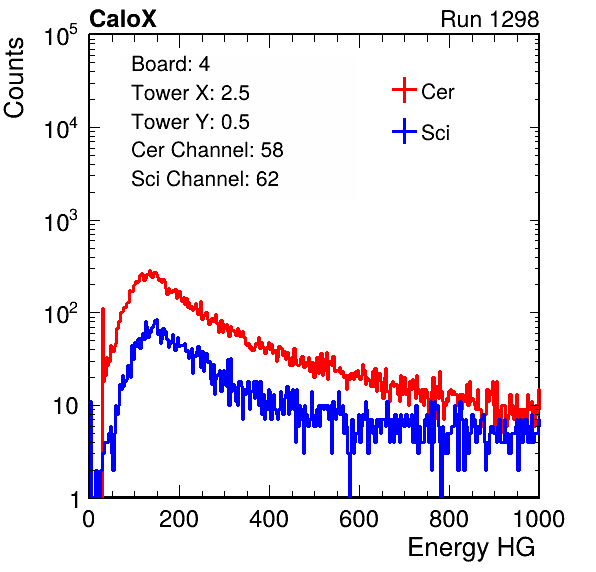 CaloX Run 1298
Counts
Board: 4
Tower X: 2.5
Tower Y: 0.5
Cer Channel: 58
Sci Channel: 62
Cer
Sci
10^5
10^4
10^3
10^2
10
1
0 200 400 600 800 1000
Energy HG